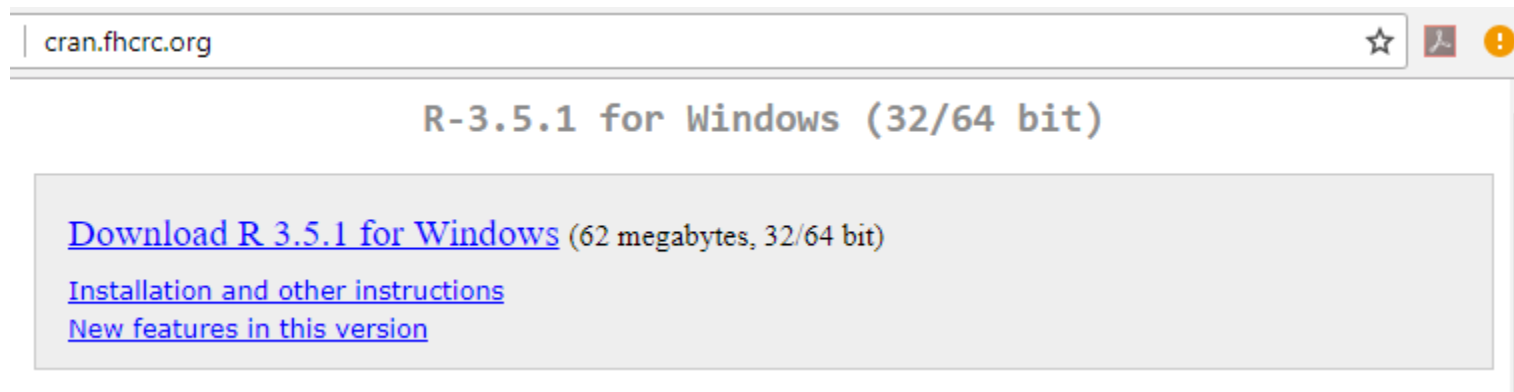 cran.fhcrc.org
R-3.5.1 for Windows (32/64 bit)
Download R 3.5.1 for Windows (62 megabytes, 32/64 bit)
Installation and other instructions
New features in this version